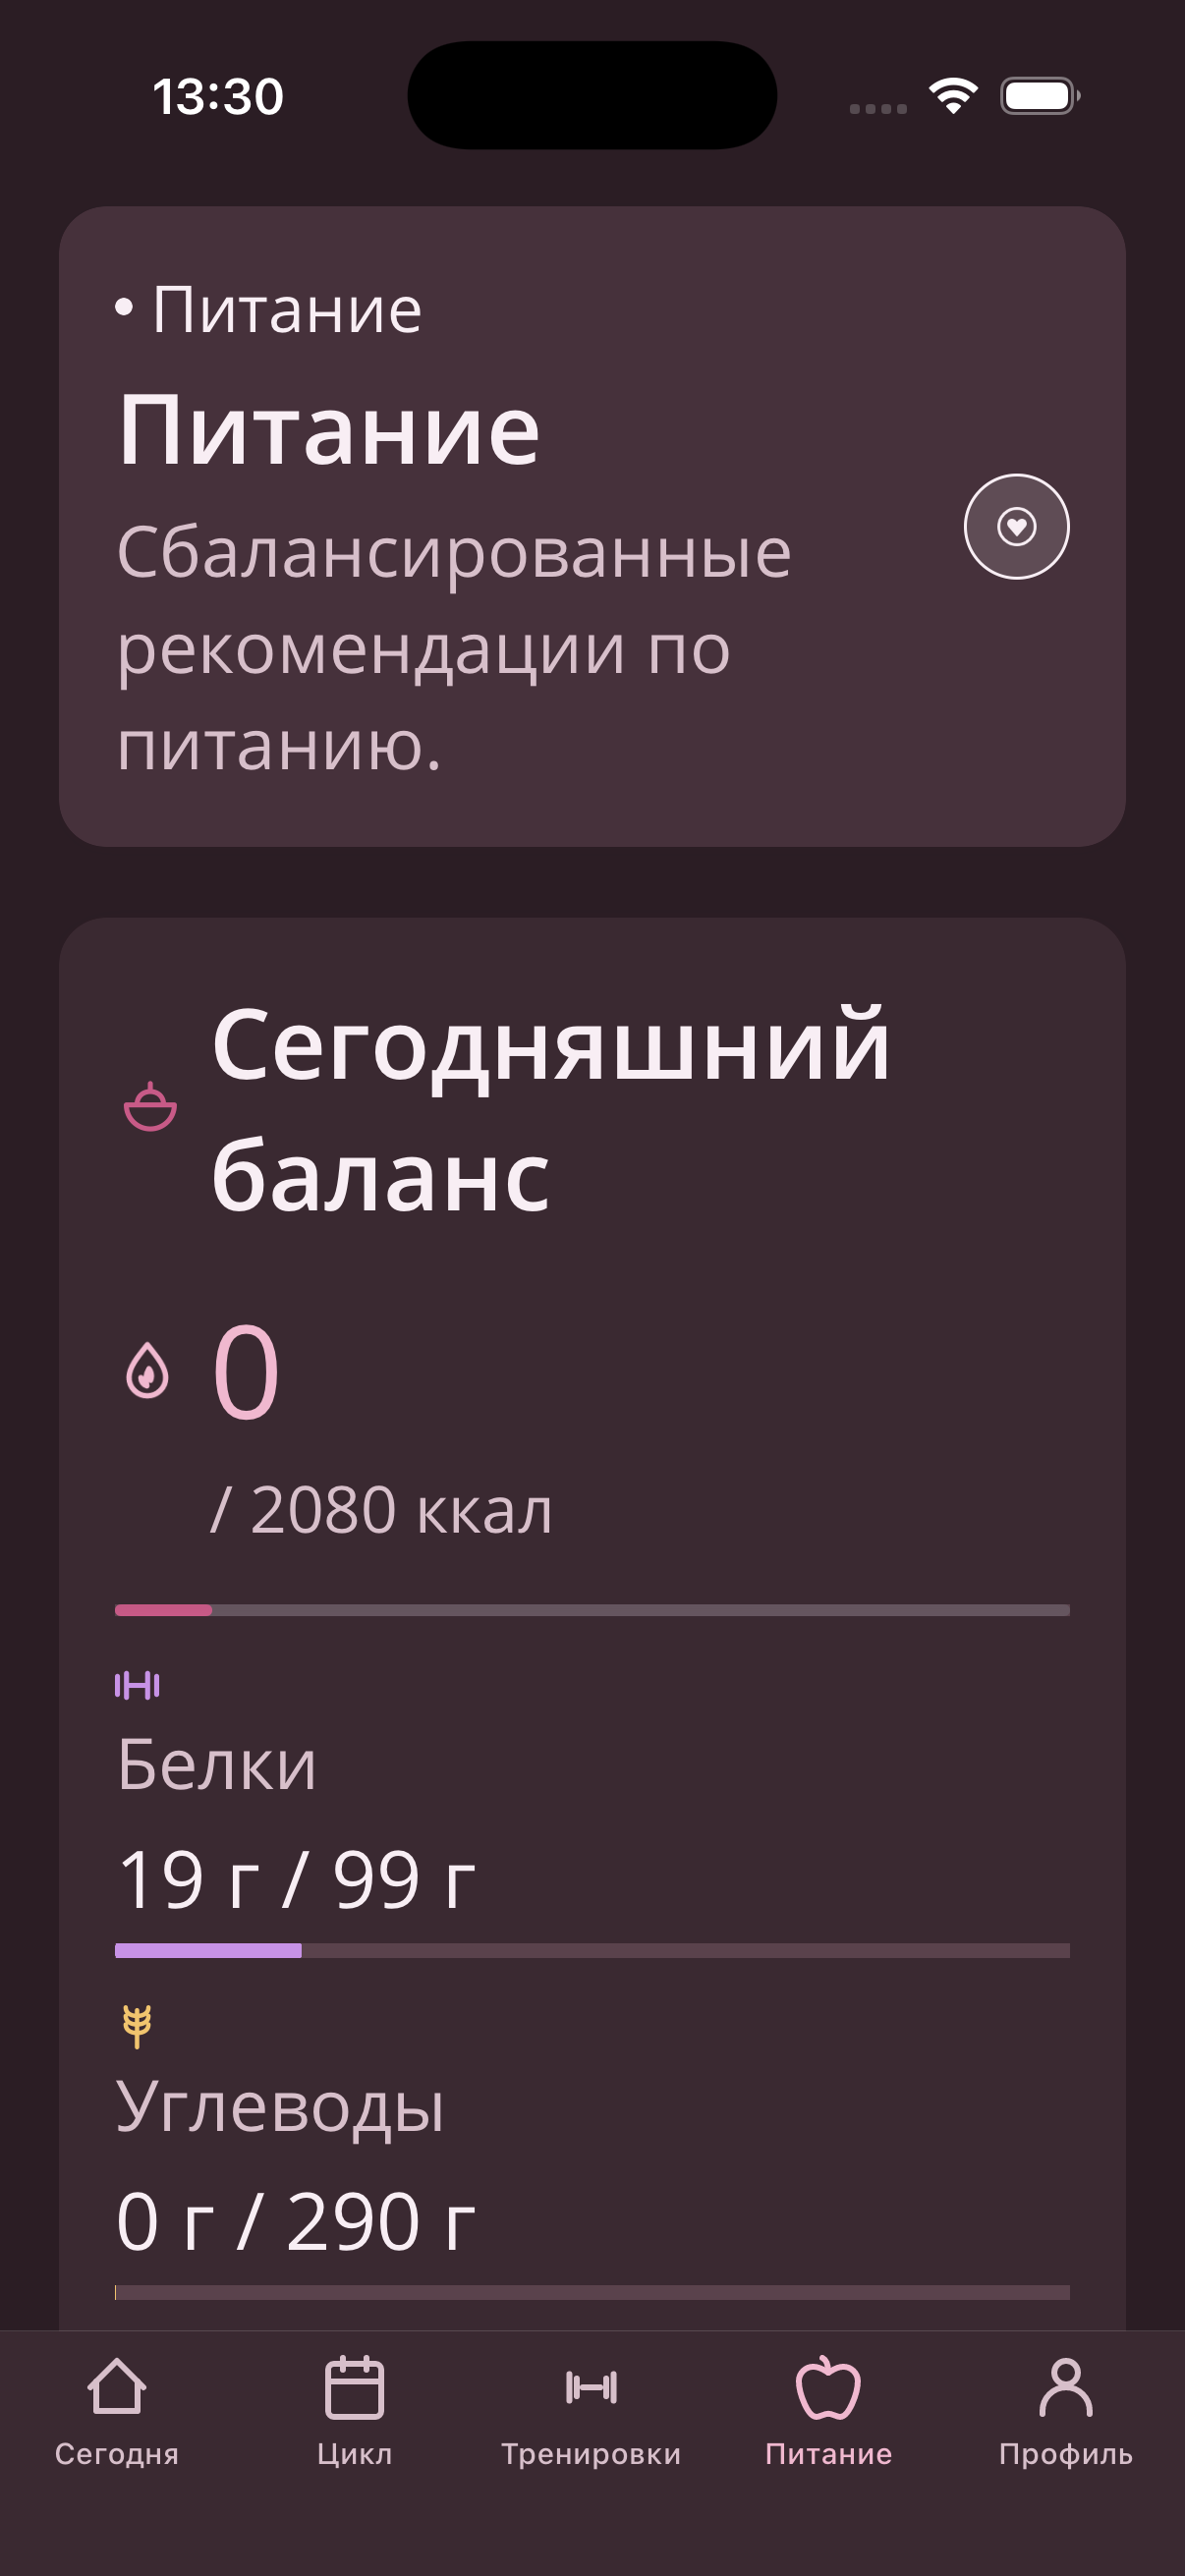 13:30
• Питание
Питание
Сбалансированные
рекомендации по
питанию.
Сегодняшний
баланс
0
/ 2080 ккал
Белки
19 г / 99 г
Углеводы
0 г / 290 г
Сегодня
Цикл
Тренировки
Питание
Профиль